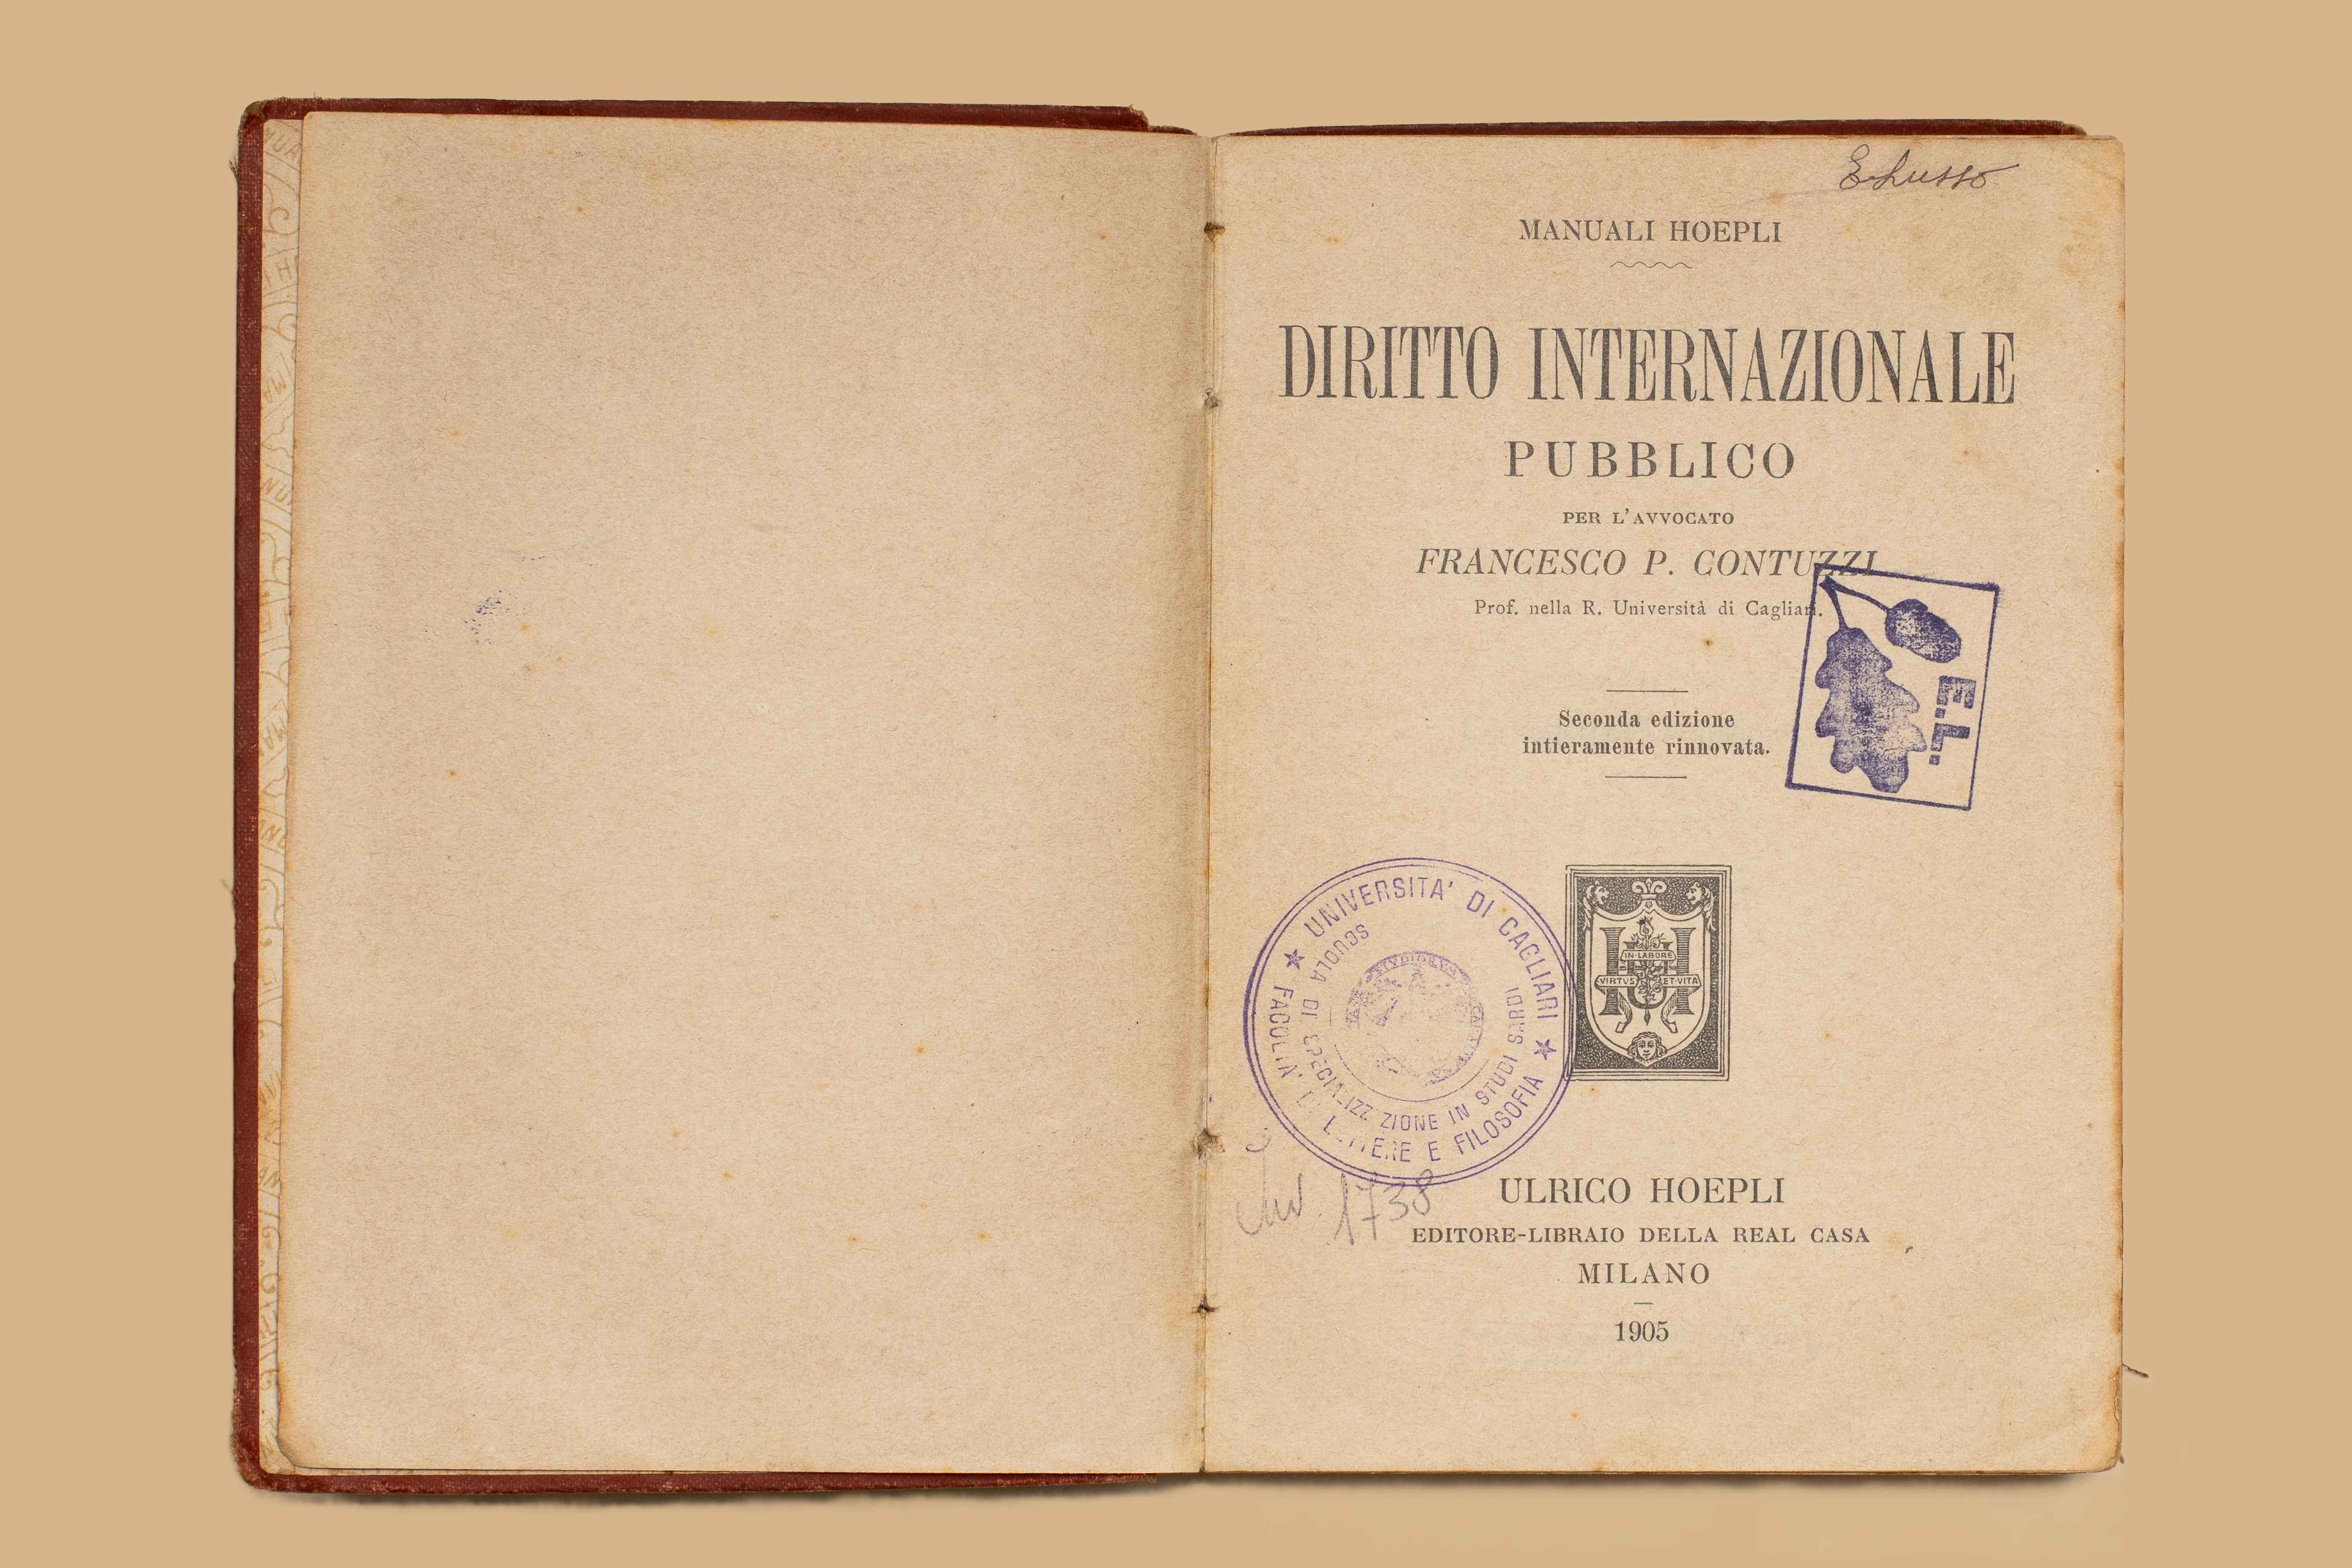 E. Lusso
MANUALI HOEPLI
DIRITTO INTERNAZIONALE
PUBBLICO
PER L'AVVOCATO
FRANCESCO P. CONTUZZI
Prof. nella R. Università di Cagliari.
E.L.
Seconda edizione
intieramente rinnovata.
UNIVERSITA' DI CAGLIARI
★ FACOLTA' DI LETTERE E FILOSOFIA ★
SCUOLA DI SPECIALIZZAZIONE IN STUDI SARDI
STVDIORVM
IN·LABORE
VIRTVS ET·VITA
Inv. 1738
ULRICO HOEPLI
EDITORE-LIBRAIO DELLA REAL CASA
MILANO
1905